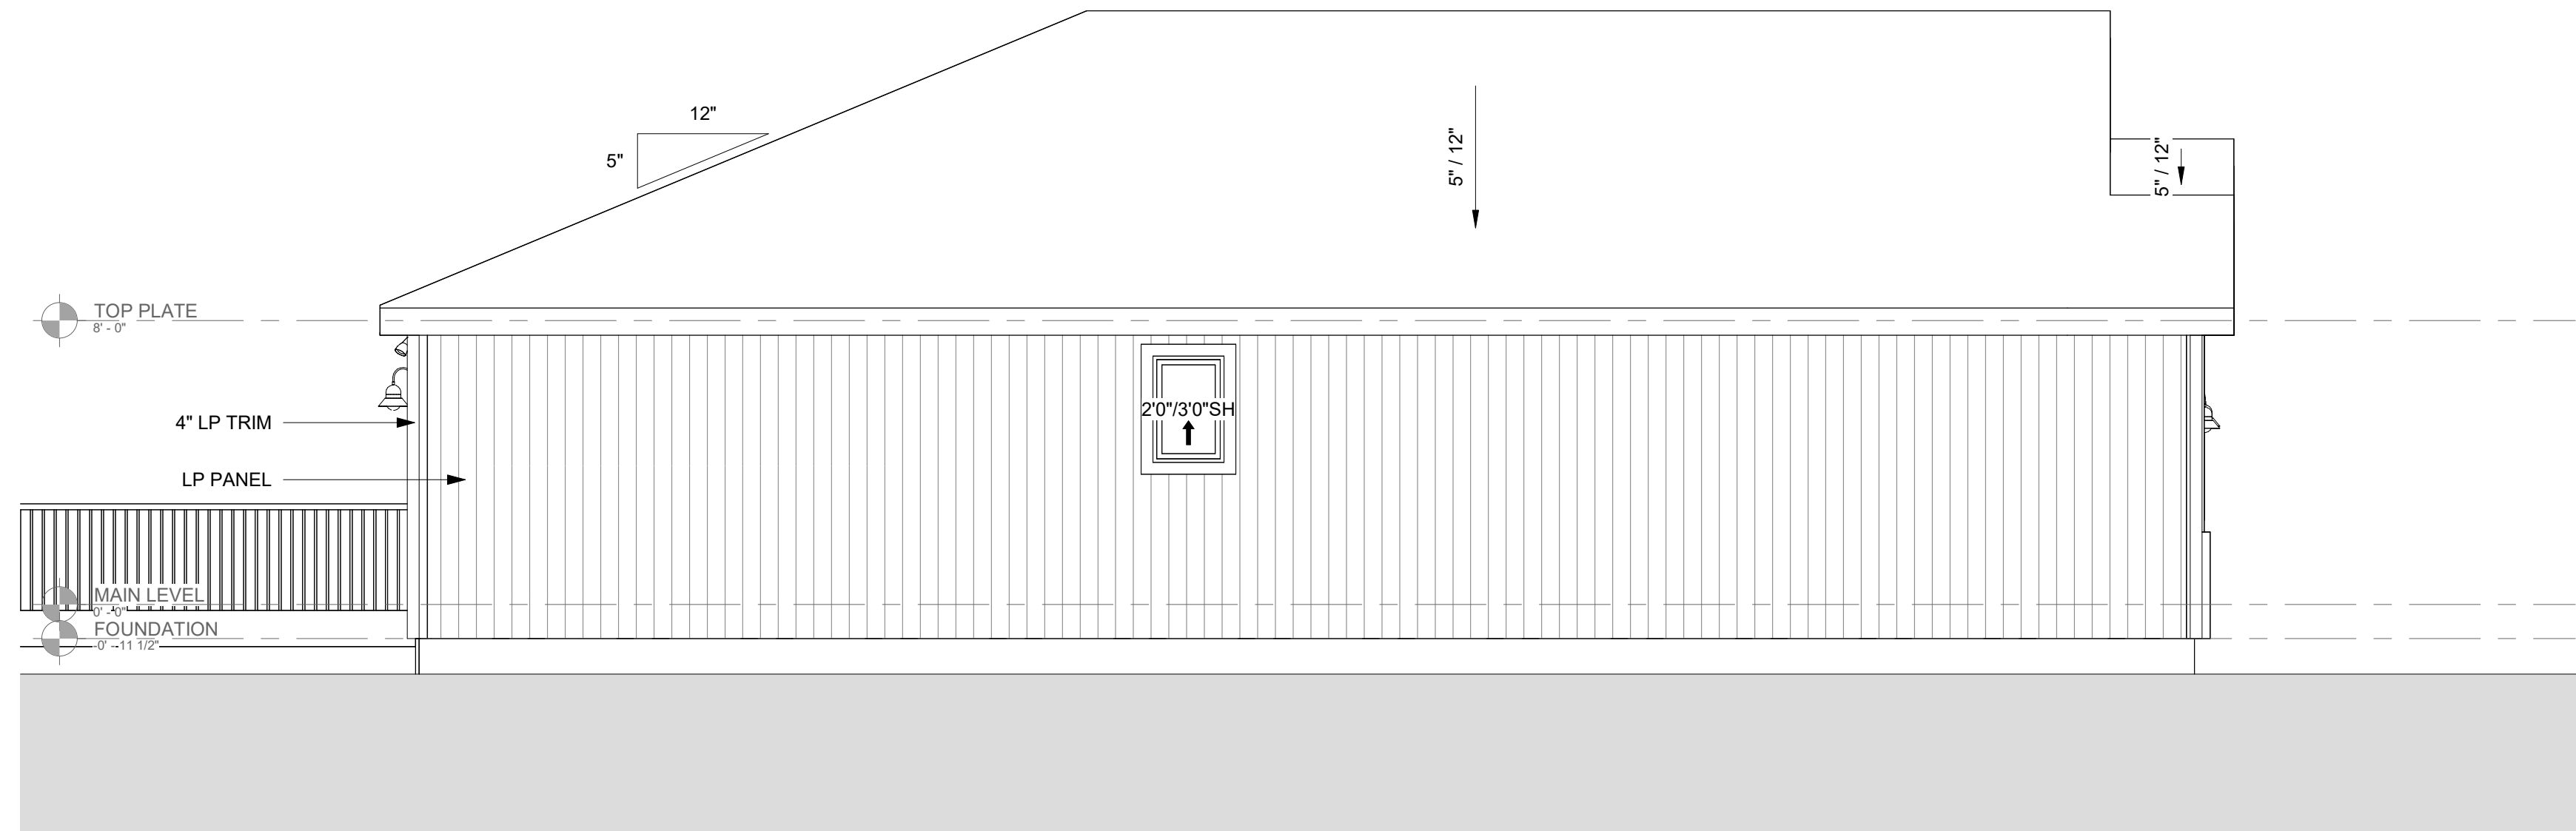 12"
5"
5" / 12"
5" / 12"
TOP PLATE
8' - 0"
2'0"/3'0"SH
4" LP TRIM
LP PANEL
MAIN LEVEL
0' - 0"
FOUNDATION
-0' - 11 1/2"